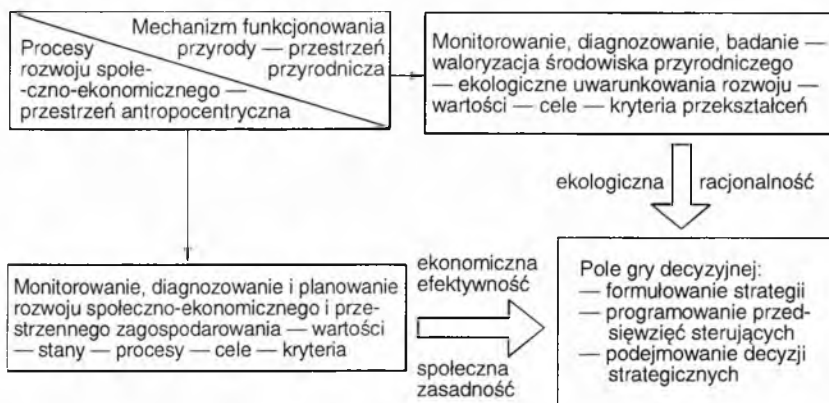 Mechanizm funkcjonowania
przyrody — przestrzeń
przyrodnicza
Procesy
rozwoju społe-
-czno-ekonomicznego —
przestrzeń antropocentryczna
Monitorowanie, diagnozowanie, badanie —
waloryzacja środowiska przyrodniczego
— ekologiczne uwarunkowania rozwoju —
wartości — cele — kryteria przekształceń
ekologiczna racjonalność
Monitorowanie, diagnozowanie i planowanie
rozwoju społeczno-ekonomicznego i prze-
strzennego zagospodarowania — wartości
— stany — procesy — cele — kryteria
ekonomiczna
efektywność
społeczna
zasadność
Pole gry decyzyjnej:
— formułowanie strategii
— programowanie przed-
sięwzięć sterujących
— podejmowanie decyzji
strategicznych